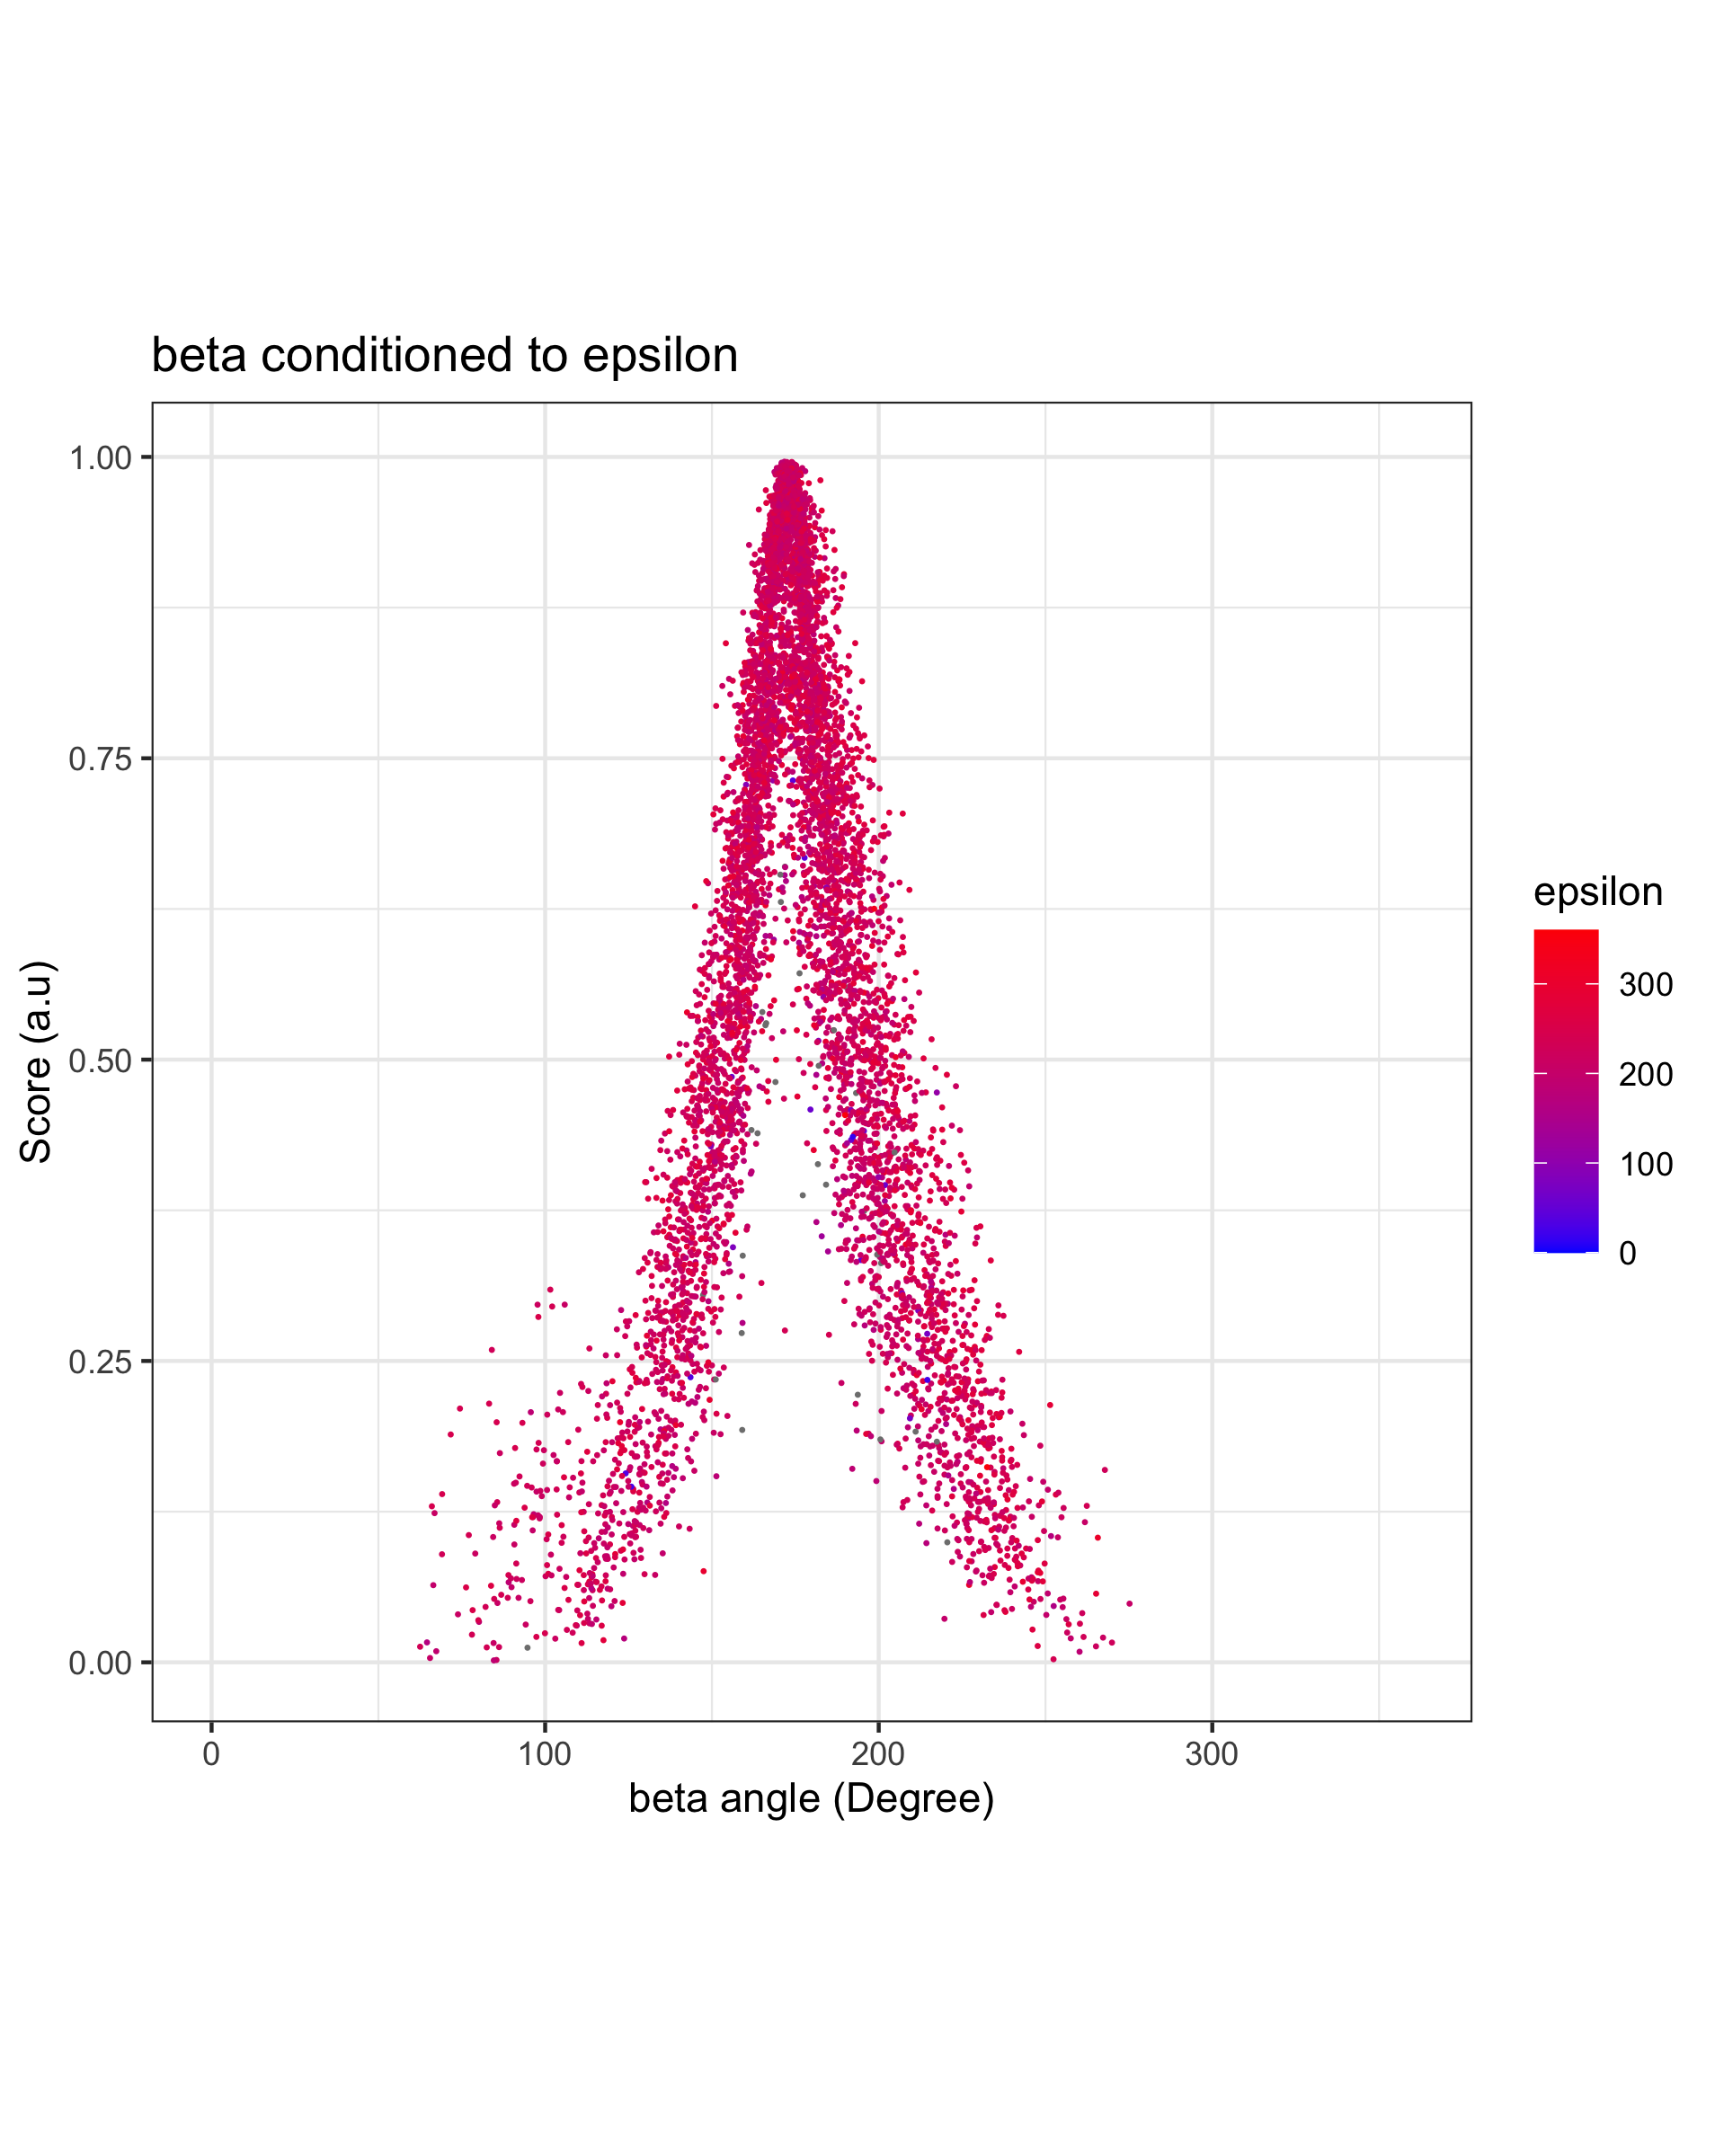 beta conditioned to epsilon
1.00
0.75
0.50
0.25
0.00
Score (a.u)
0 100 200 300
beta angle (Degree)
epsilon
300
200
100
0